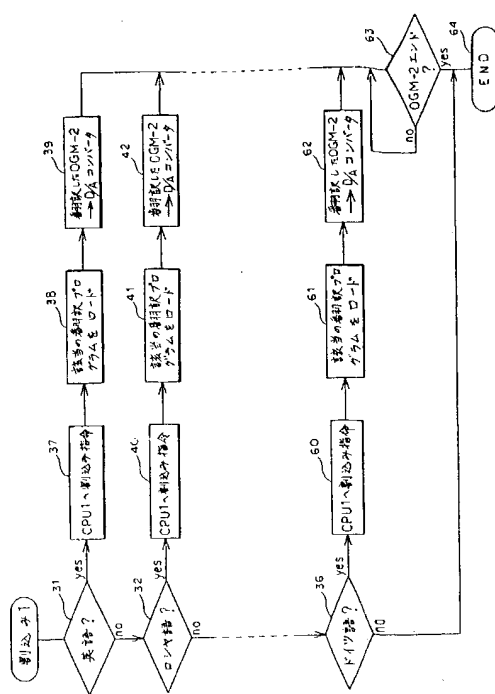 割込み1
31
英語?
yes
no
37
CPU1へ割込み指令
38
該当の翻訳プロ
グラムをロード
39
翻訳したOGM-2
→D/Aコンバータ
32
ロシヤ語?
yes
no
40
CPU1へ割込み指令
41
該当の翻訳プロ
グラムをロード
42
翻訳したOGM-2
→D/Aコンバータ
36
ドイツ語?
yes
no
60
CPU1へ割込み指令
61
該当の翻訳プロ
グラムをロード
62
翻訳したOGM-2
→D/Aコンバータ
63
OGM-2エンド
?
no
yes
64
END